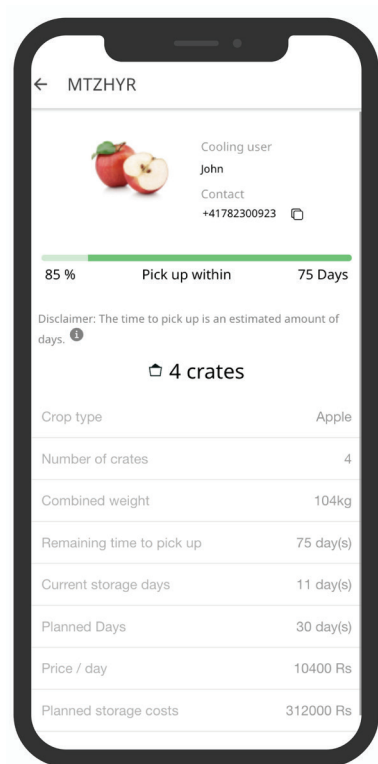 MTZHYR
Cooling user
John
Contact
+41782300923
85 % Pick up within 75 Days
Disclaimer: The time to pick up is an estimated amount of
days.
4 crates
Crop type Apple
Number of crates 4
Combined weight 104kg
Remaining time to pick up 75 day(s)
Current storage days 11 day(s)
Planned Days 30 day(s)
Price / day 10400 Rs
Planned storage costs 312000 Rs